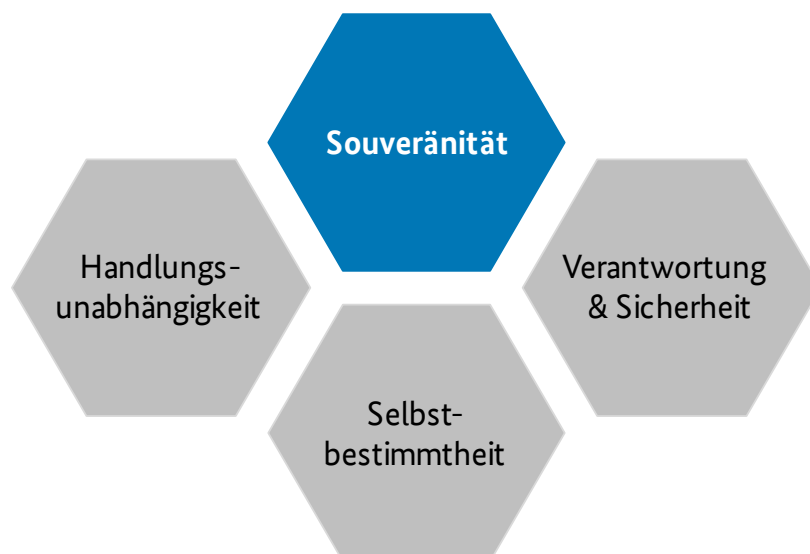 Souveränität
Handlungs-
unabhängigkeit
Verantwortung
& Sicherheit
Selbst-
bestimmtheit